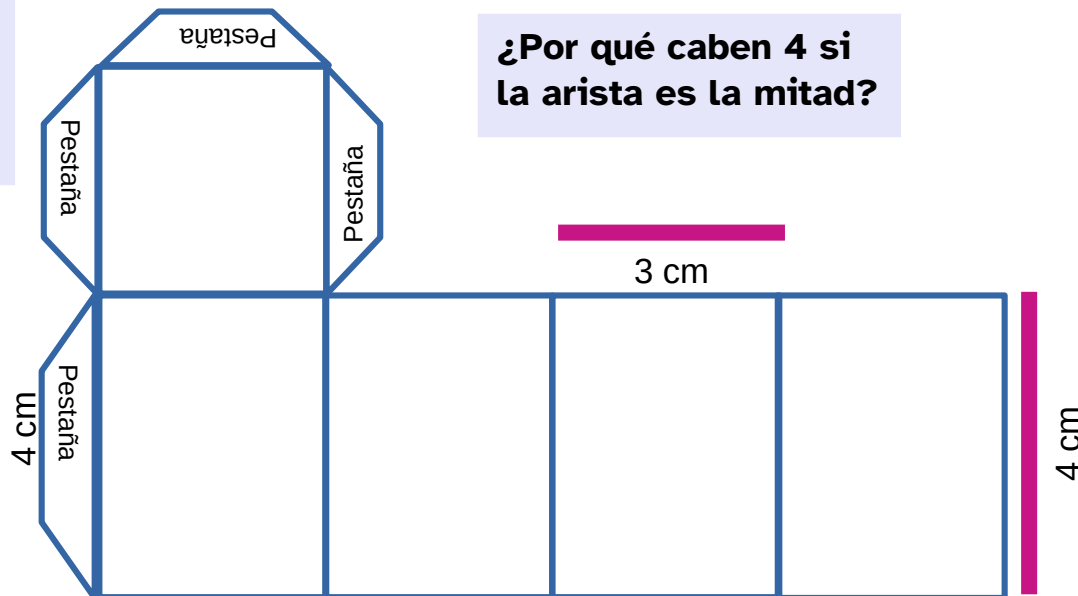 Pestaña
¿Por qué caben 4 si
la arista es la mitad?
Pestaña
Pestaña
3 cm
Pestaña
4 cm
4 cm